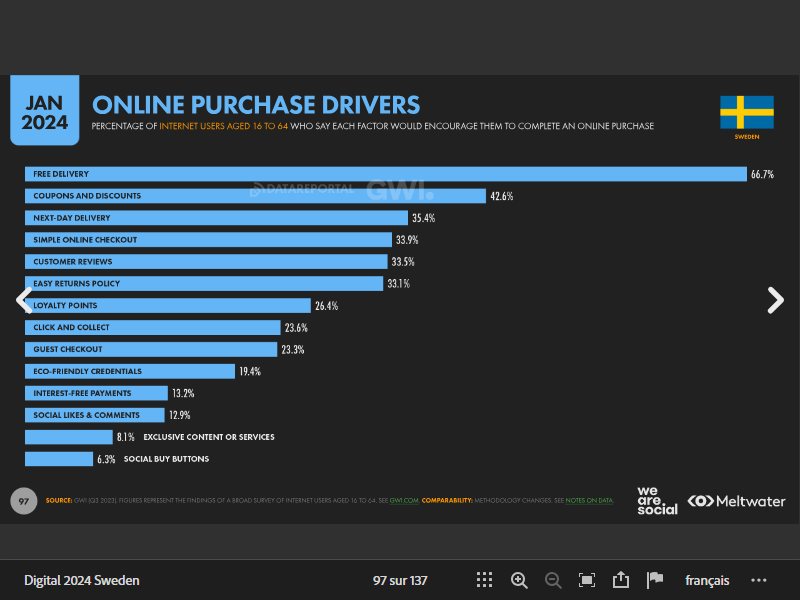 JAN
2024
ONLINE PURCHASE DRIVERS
PERCENTAGE OF INTERNET USERS AGED 16 TO 64 WHO SAY EACH FACTOR WOULD ENCOURAGE THEM TO COMPLETE AN ONLINE PURCHASE
SWEDEN
FREE DELIVERY 66.7%
DATAREPORTAL GWI.
COUPONS AND DISCOUNTS 42.6%
NEXT-DAY DELIVERY 35.4%
SIMPLE ONLINE CHECKOUT 33.9%
CUSTOMER REVIEWS 33.5%
EASY RETURNS POLICY 33.1%
LOYALTY POINTS 26.4%
CLICK AND COLLECT 23.6%
GUEST CHECKOUT 23.3%
ECO-FRIENDLY CREDENTIALS 19.4%
INTEREST-FREE PAYMENTS 13.2%
SOCIAL LIKES & COMMENTS 12.9%
8.1% EXCLUSIVE CONTENT OR SERVICES
6.3% SOCIAL BUY BUTTONS
97
SOURCE: GWI (Q3 2023). FIGURES REPRESENT THE FINDINGS OF A BROAD SURVEY OF INTERNET USERS AGED 16 TO 64. SEE GWI.COM. COMPARABILITY: METHODOLOGY CHANGES. SEE NOTES ON DATA.
we
are
social
Meltwater
Digital 2024 Sweden
97 sur 137
français